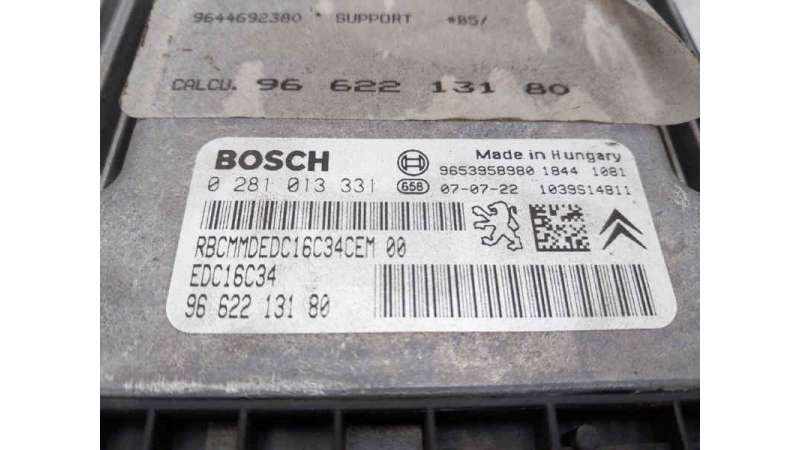 9644692380 * SUPPORT *B5/
CALCU. 96 622 131 80
BOSCH
Made in Hungary
9653958980 1844 1081
0 281 013 331
658 07-07-22 1039S14811
RBCMMDEDC16C34CEM 00
EDC16C34
96 622 131 80